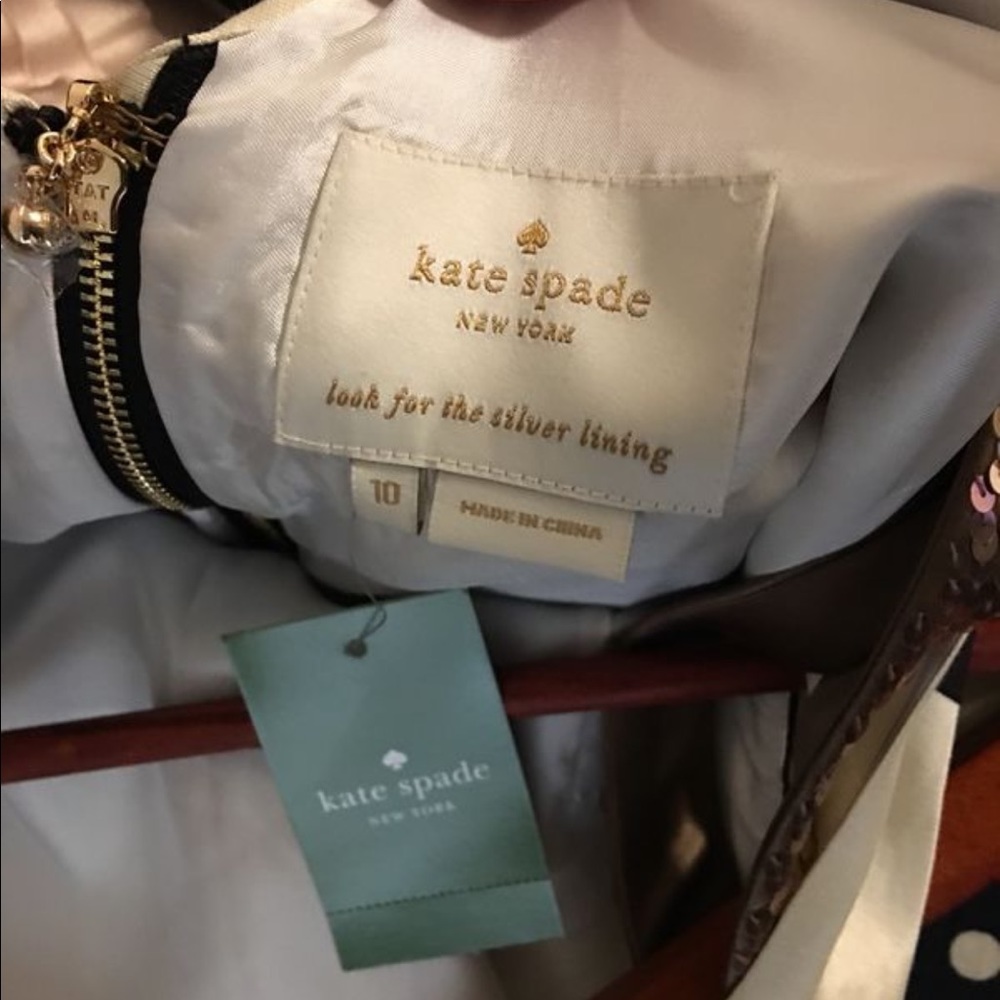 kate spade
NEW YORK
look for the silver lining
10
MADE IN CHINA
kate spade
NEW YORK